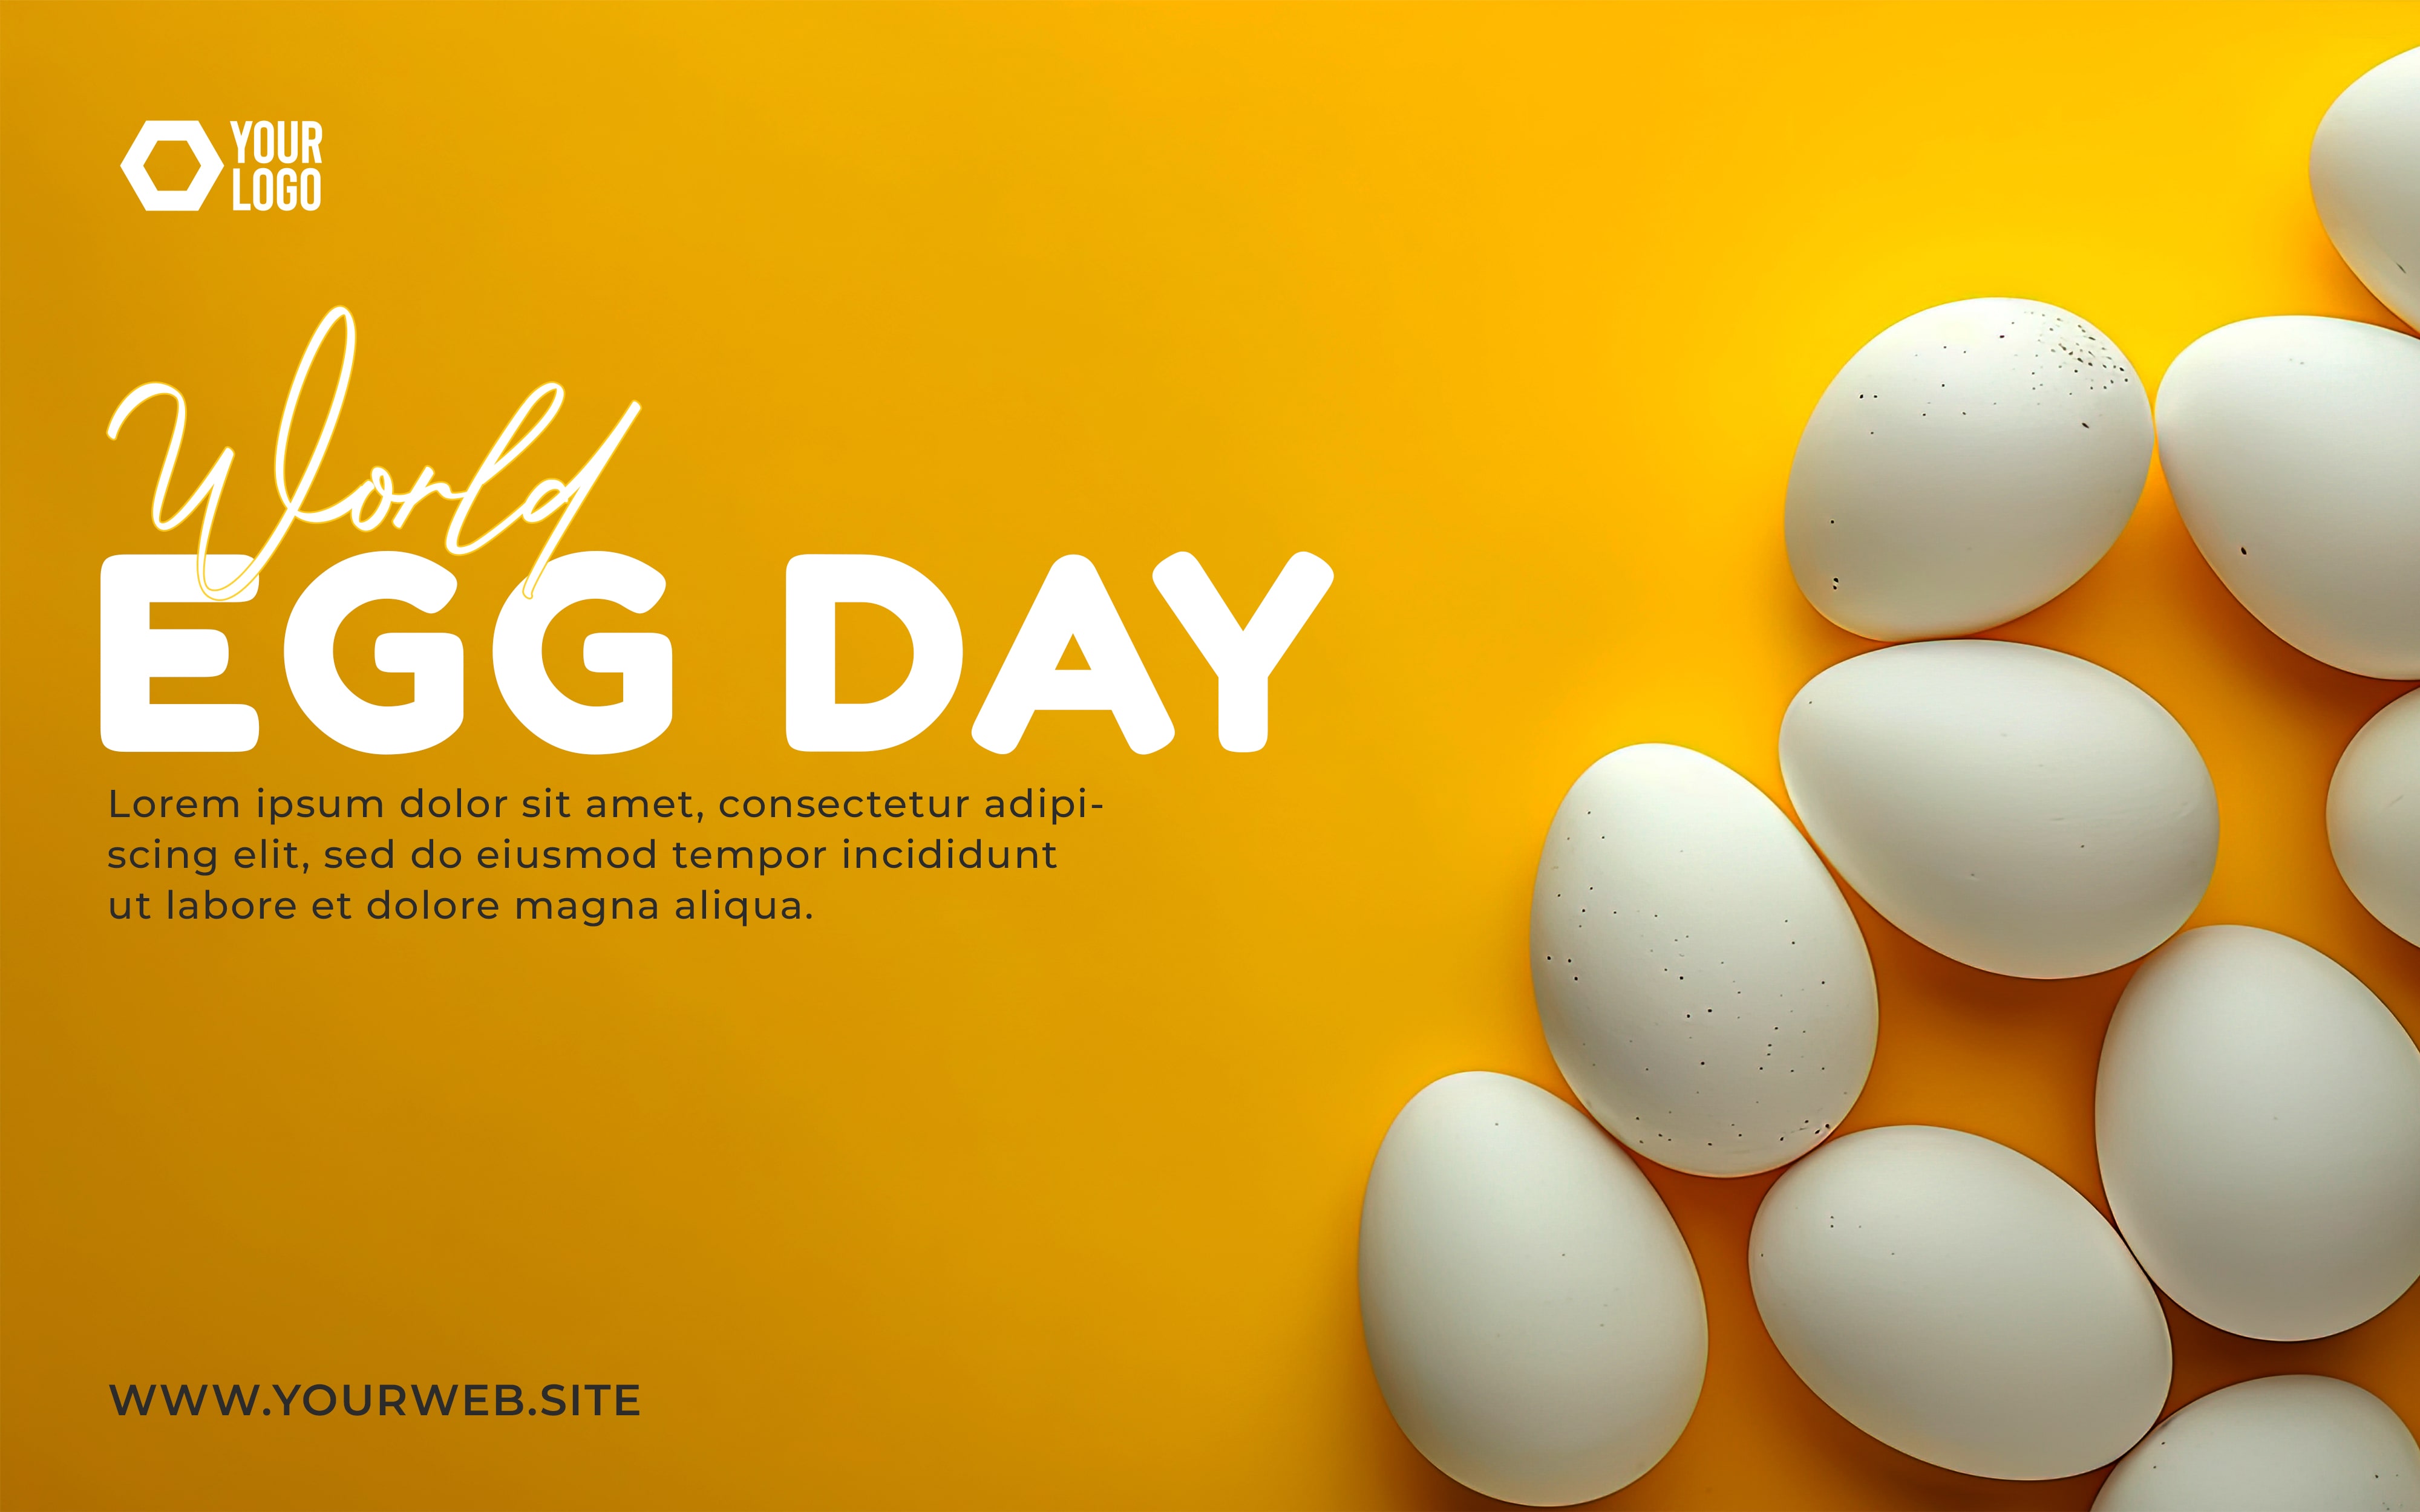 YOUR
LOGO
World
EGG DAY
Lorem ipsum dolor sit amet, consectetur adipi-
scing elit, sed do eiusmod tempor incididunt
ut labore et dolore magna aliqua.
WWW.YOURWEB.SITE